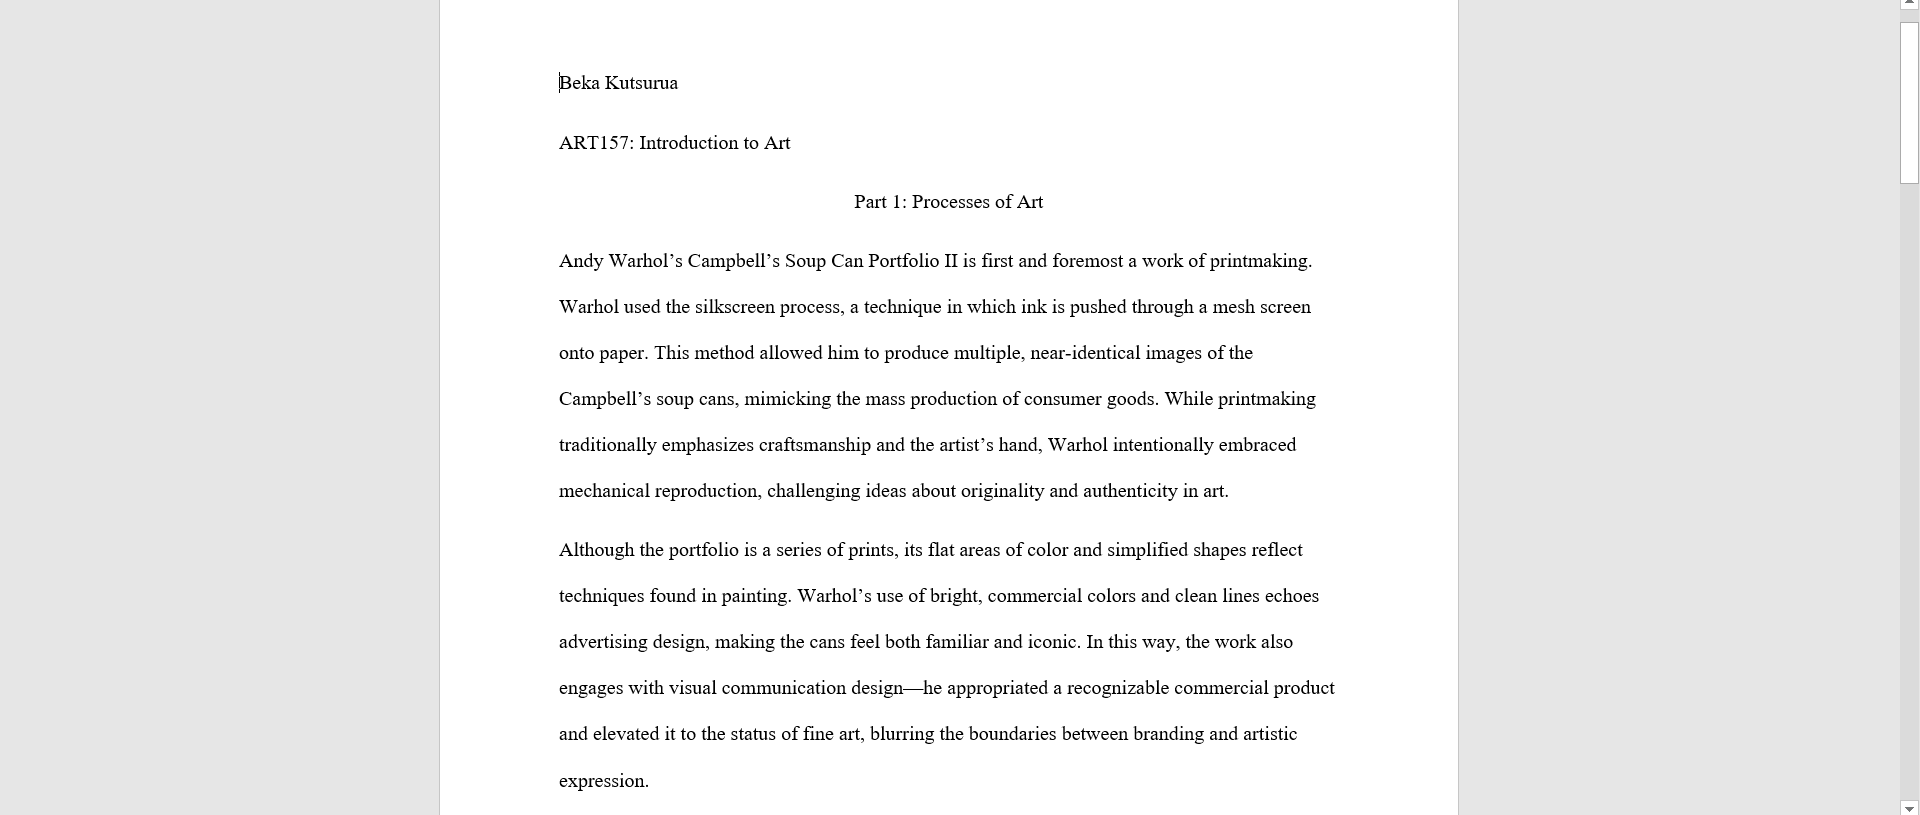 Beka Kutsurua
ART157: Introduction to Art
Part 1: Processes of Art
Andy Warhol’s Campbell’s Soup Can Portfolio II is first and foremost a work of printmaking.
Warhol used the silkscreen process, a technique in which ink is pushed through a mesh screen
onto paper. This method allowed him to produce multiple, near-identical images of the
Campbell’s soup cans, mimicking the mass production of consumer goods. While printmaking
traditionally emphasizes craftsmanship and the artist’s hand, Warhol intentionally embraced
mechanical reproduction, challenging ideas about originality and authenticity in art.
Although the portfolio is a series of prints, its flat areas of color and simplified shapes reflect
techniques found in painting. Warhol’s use of bright, commercial colors and clean lines echoes
advertising design, making the cans feel both familiar and iconic. In this way, the work also
engages with visual communication design—he appropriated a recognizable commercial product
and elevated it to the status of fine art, blurring the boundaries between branding and artistic
expression.